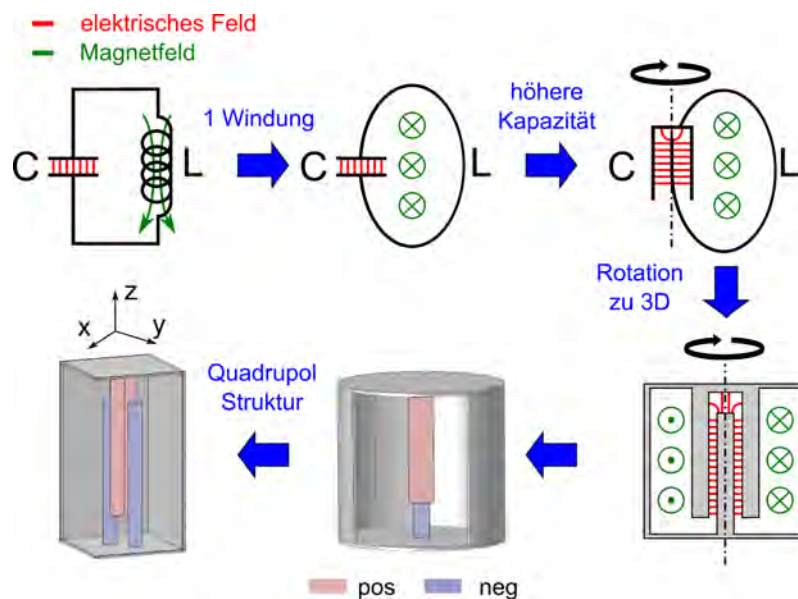 elektrisches Feld
Magnetfeld
C
L
1 Windung
C
L
höhere
Kapazität
C
L
Rotation
zu 3D
z
x
y
Quadrupol
Struktur
pos
neg